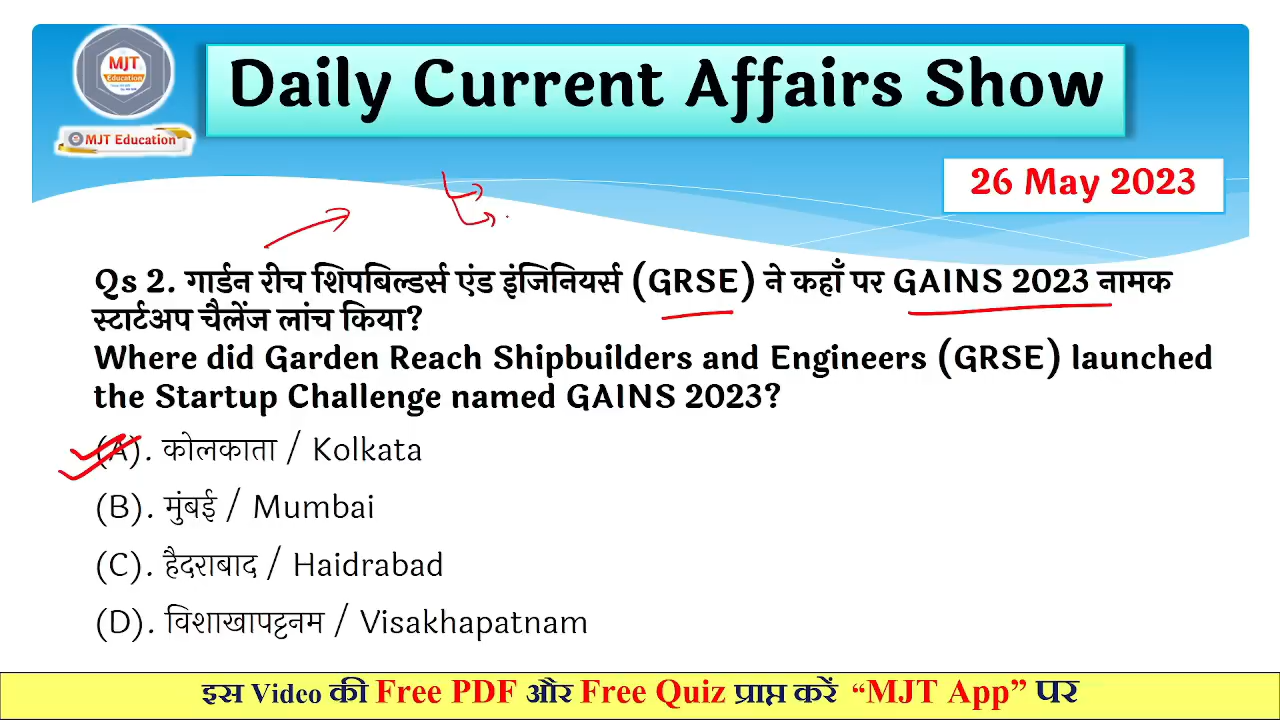 MJT
Education
MJT Education
Daily Current Affairs Show
26 May 2023
Qs 2. गार्डन रीच शिपबिल्डर्स एंड इंजिनियर्स (GRSE) ने कहाँ पर GAINS 2023 नामक
स्टार्टअप चैलेंज लांच किया?
Where did Garden Reach Shipbuilders and Engineers (GRSE) launched
the Startup Challenge named GAINS 2023?
(A). कोलकाता / Kolkata
(B). मुंबई / Mumbai
(C). हैदराबाद / Haidrabad
(D). विशाखापट्टनम / Visakhapatnam
इस Video की Free PDF और Free Quiz प्राप्त करें “MJT App” पर